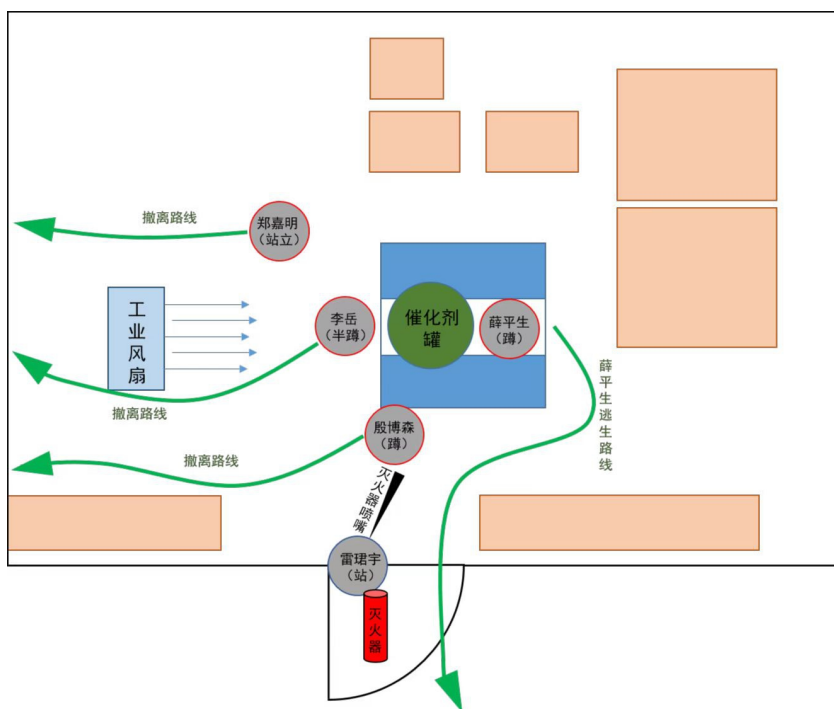 撤离路线
郑嘉明
（站立）
工业风扇
李岳
（半蹲）
催化剂
罐
薛平生
（蹲）
薛平生逃生路线
撤离路线
殷博森
（蹲）
撤离路线
灭火器喷嘴
雷珺宇
（站）
灭火器